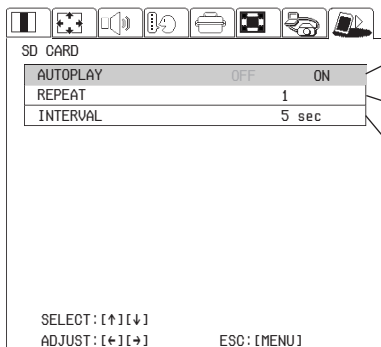 SD CARD
AUTOPLAY OFF ON
REPEAT 1
INTERVAL 5 sec
SELECT:[↑][↓]
ADJUST:[←][→] ESC:[MENU]